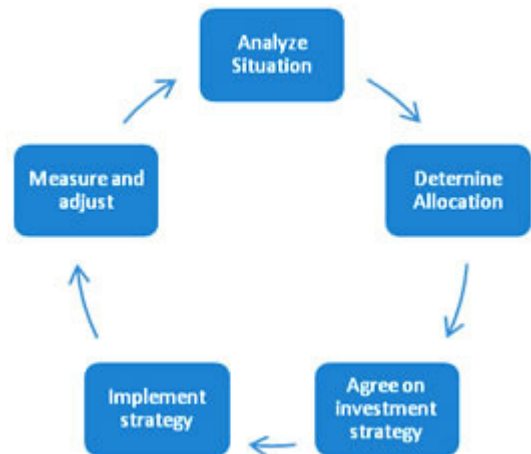 Analyze
Situation
Deternine
Allocation
Agree on
investment
strategy
Implement
strategy
Measure and
adjust